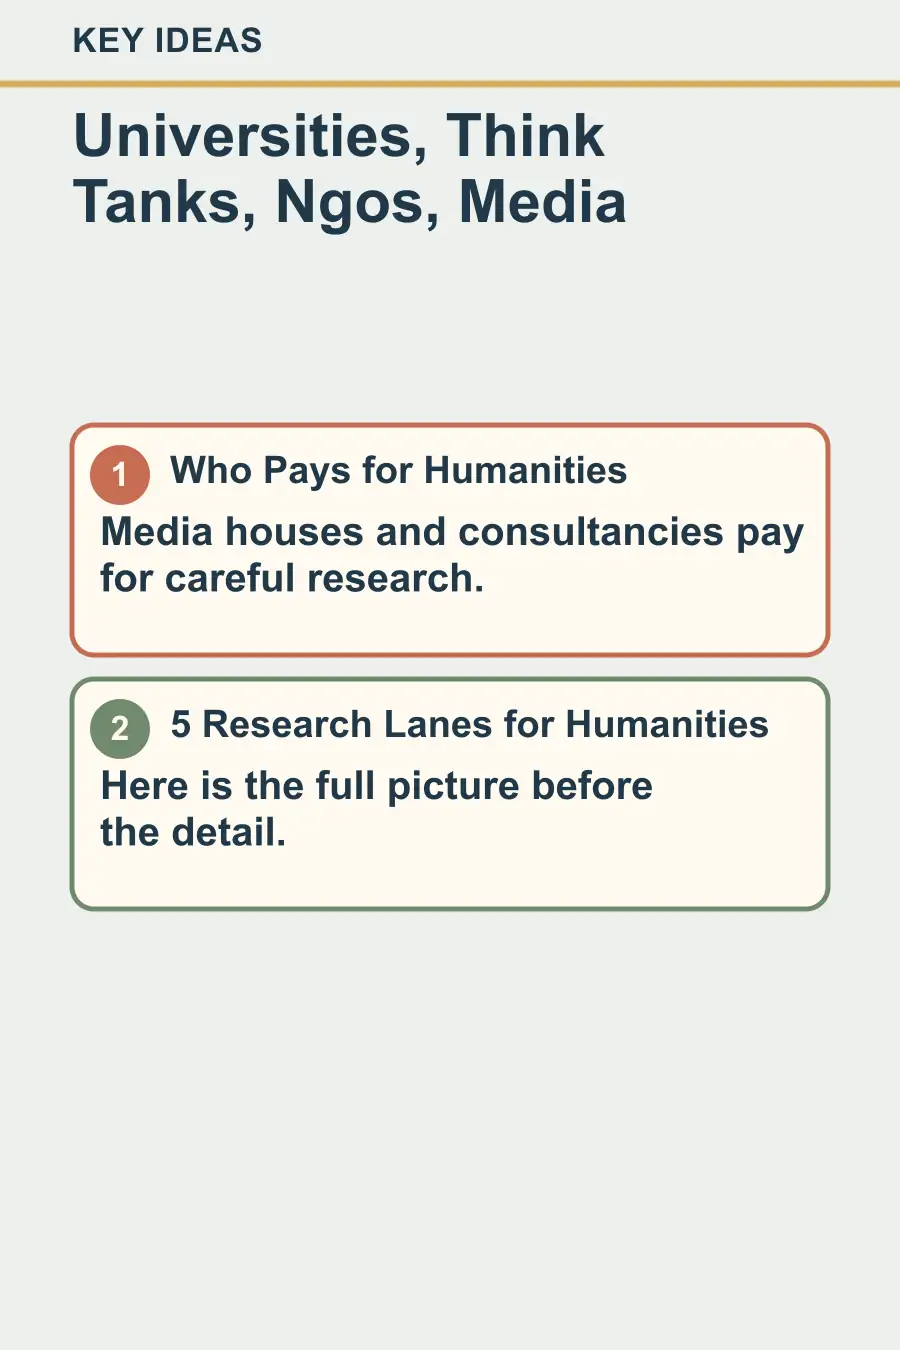 KEY IDEAS
Universities, Think
Tanks, Ngos, Media
1
Who Pays for Humanities
Media houses and consultancies pay
for careful research.
2
5 Research Lanes for Humanities
Here is the full picture before
the detail.